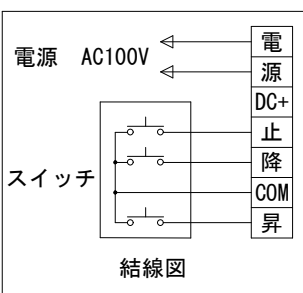 電源 AC100V
電
源
DC+
止
降
COM
昇
スイッチ
結線図